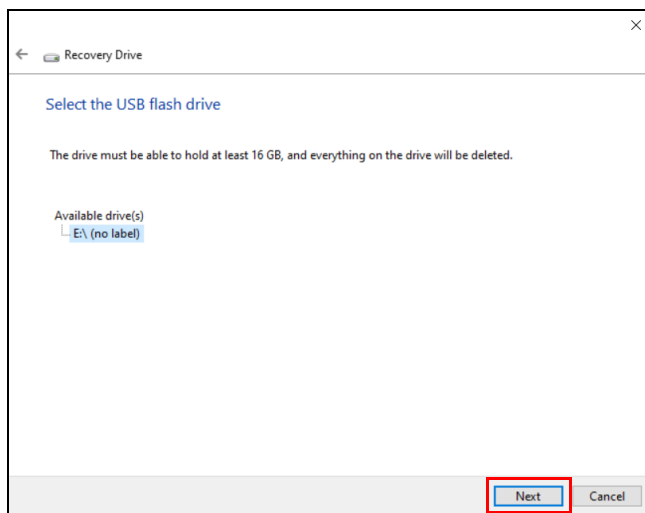 Recovery Drive
Select the USB flash drive
The drive must be able to hold at least 16 GB, and everything on the drive will be deleted.
Available drive(s)
E:\ (no label)
Next Cancel